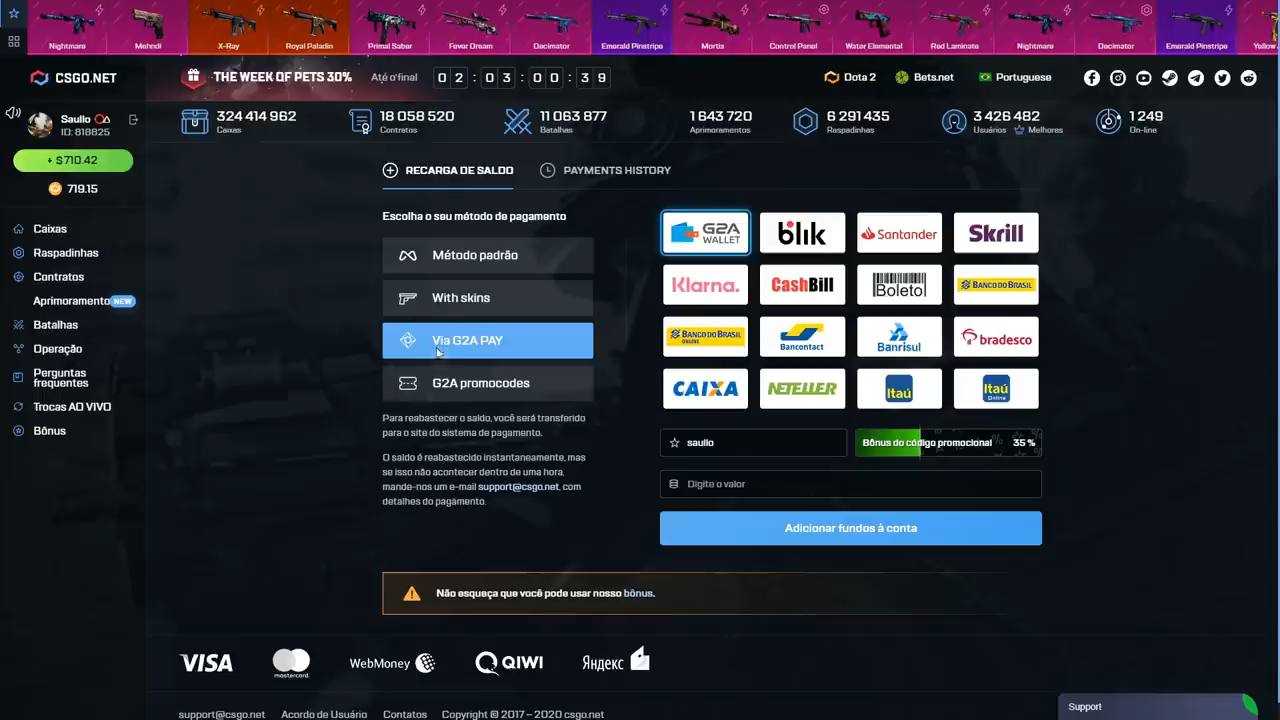 Nightmare
Mehndi
X-Ray
Royal Paladin
Primal Saber
Fever Dream
Decimator
Emerald Pinstripe
Mortis
Control Panel
Water Elemental
Red Laminate
Nightmare
Decimator
Emerald Pinstripe
Yellow
CSGO.NET
THE WEEK OF PETS 30%
Até o final
02:03:00:39
Dota 2
Bets.net
Portuguese
Saullo
ID: 818825
+ $710.42
719.15
324 414 962
Caixas
18 058 520
Contratos
11 063 877
Batalhas
1 643 720
Aprimoramentos
6 291 435
Raspadinhas
3 426 482
Usuários
Melhores
1 249
On-line
Caixas
Raspadinhas
Contratos
Aprimoramento NEW
Batalhas
Operação
Perguntas
frequentes
Trocas AO VIVO
Bônus
RECARGA DE SALDO
PAYMENTS HISTORY
Escolha o seu método de pagamento
Método padrão
With skins
Via G2A PAY
G2A promocodes
Para reabastecer o saldo, você será transferido
para o site do sistema de pagamento.
O saldo é reabastecido instantaneamente, mas
se isso não acontecer dentro de uma hora,
mande-nos um e-mail support@csgo.net, com
detalhes do pagamento.
G2A
WALLET
blik
Santander
Skrill
Klarna.
CashBill
Boleto
BANCO DO BRASIL
BANCO DO BRASIL
ONLINE
Bancontact
Banrisul
bradesco
CAIXA
NETELLER
Itaú
Itaú
Online
saullo
Bônus do código promocional 35 %
Digite o valor
Adicionar fundos à conta
Não esqueça que você pode usar nosso bônus.
VISA
mastercard
WebMoney
QIWI
Яндекс
support@csgo.net
Acordo de Usuário
Contatos
Copyright © 2017 – 2020 csgo.net
Support